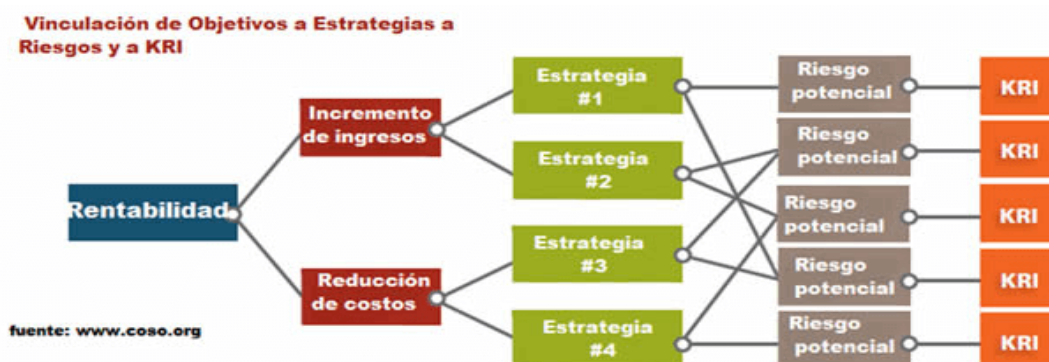 Vinculación de Objetivos a Estrategias a
Riesgos y a KRI
Rentabilidad
Incremento
de ingresos
Reducción
de costos
Estrategia
#1
Estrategia
#2
Estrategia
#3
Estrategia
#4
Riesgo
potencial
Riesgo
potencial
Riesgo
potencial
Riesgo
potencial
Riesgo
potencial
KRI
KRI
KRI
KRI
KRI
fuente: www.coso.org